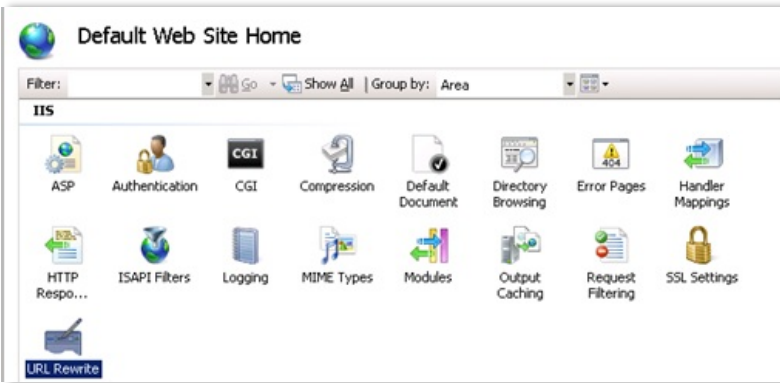 Default Web Site Home
Filter: Go Show All | Group by: Area
IIS
CGI 404
ASP Authentication CGI Compression Default Document Directory Browsing Error Pages Handler Mappings
HTTP Respo... ISAPI Filters Logging MIME Types Modules Output Caching Request Filtering SSL Settings
URL Rewrite